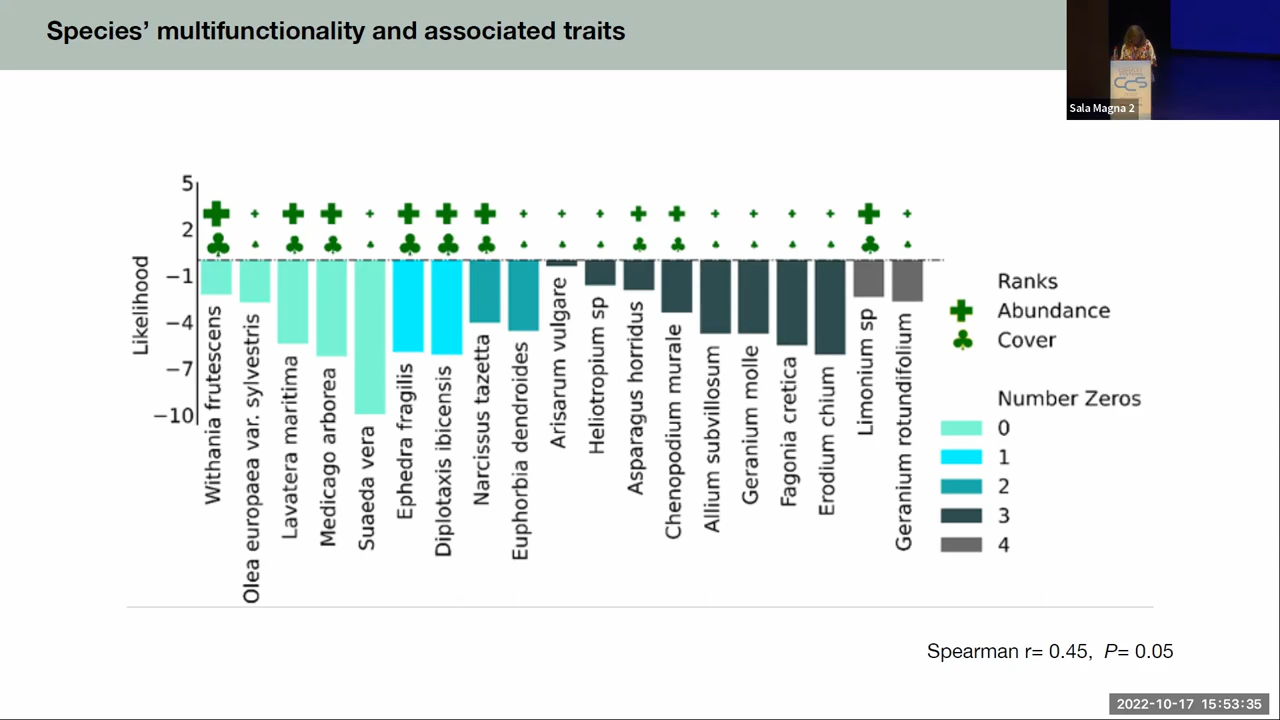 Species’ multifunctionality and associated traits
CCS
Sala Magna 2
5
2
−1
−4
−7
−10
Likelihood
Withania frutescens
Olea europaea var. sylvestris
Lavatera maritima
Medicago arborea
Suaeda vera
Ephedra fragilis
Diplotaxis ibicensis
Narcissus tazetta
Euphorbia dendroides
Arisarum vulgare
Heliotropium sp
Asparagus horridus
Chenopodium murale
Allium subvillosum
Geranium molle
Fagonia cretica
Erodium chium
Limonium sp
Geranium rotundifolium
Ranks
Abundance
Cover
Number Zeros
0
1
2
3
4
Spearman r= 0.45, P= 0.05
2022-10-17 15:53:35